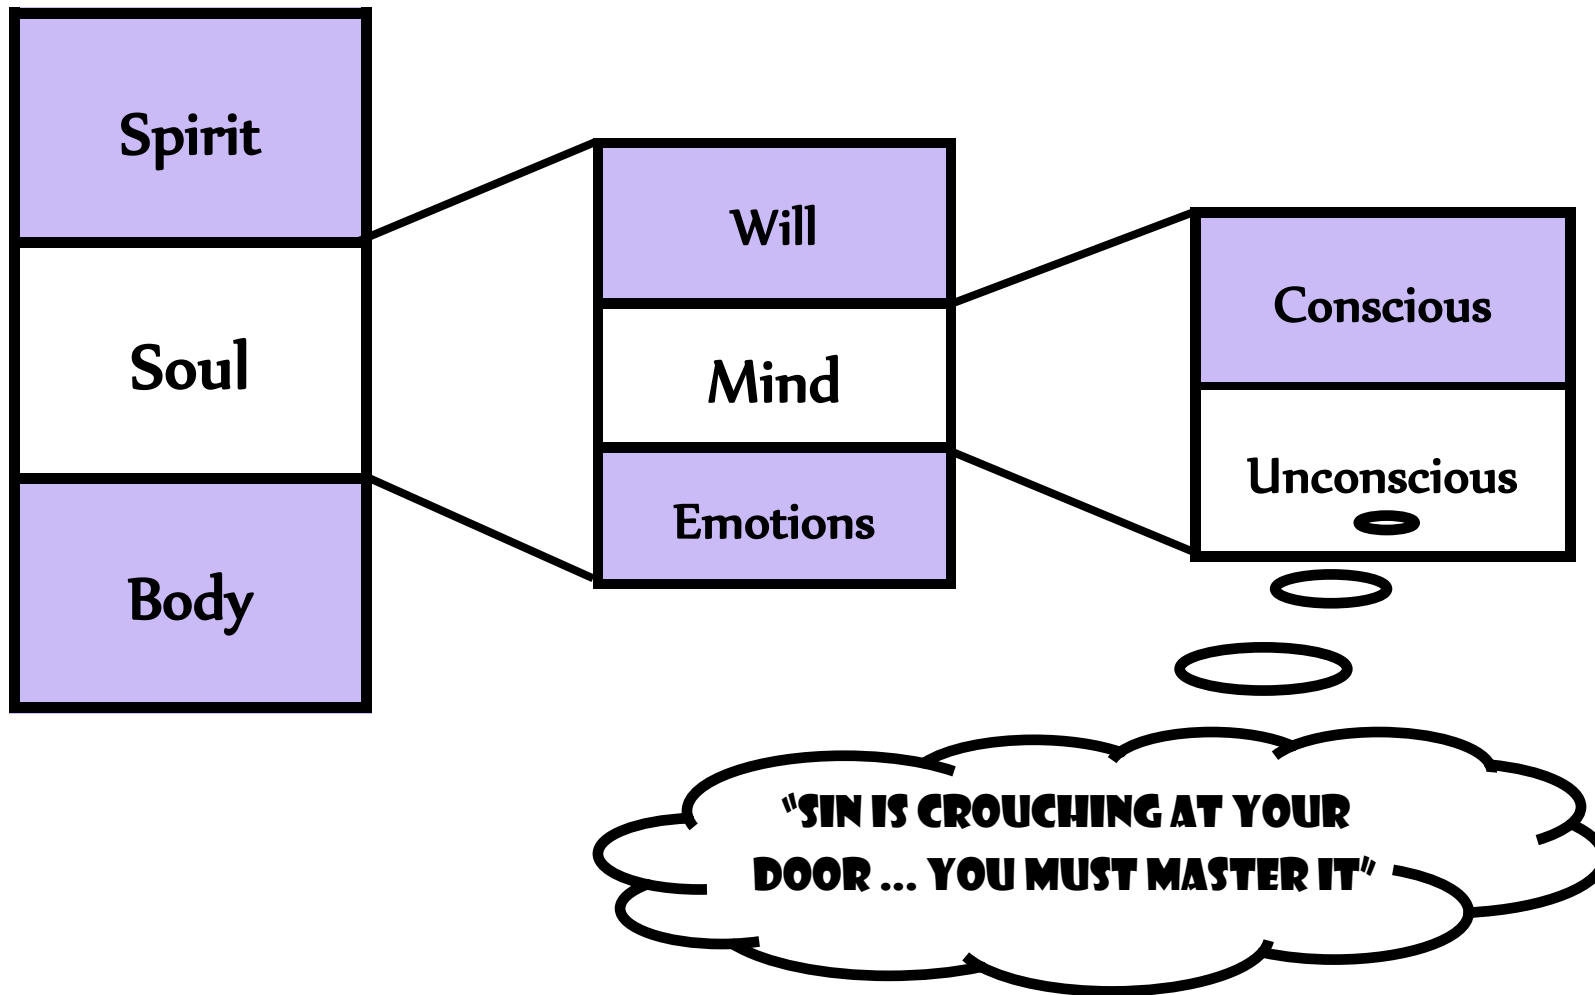 Spirit
Soul
Body
Will
Mind
Emotions
Conscious
Unconscious
"SIN IS CROUCHING AT YOUR
DOOR ... YOU MUST MASTER IT"